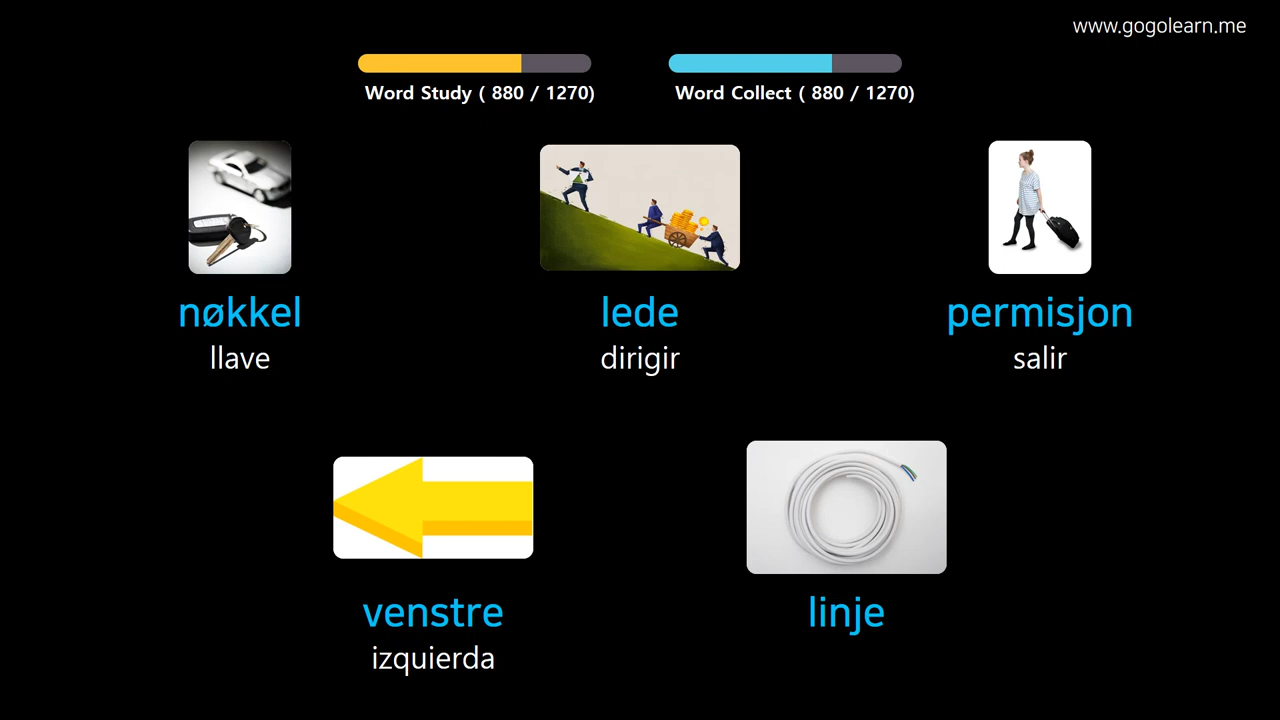 www.gogolearn.me
Word Study ( 880 / 1270)
Word Collect ( 880 / 1270)
nøkkel
llave
lede
dirigir
permisjon
salir
venstre
izquierda
linje